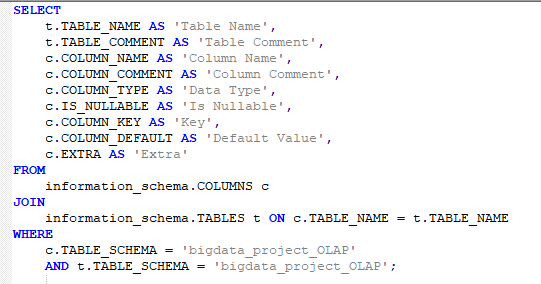 SELECT
t.TABLE_NAME AS 'Table Name',
t.TABLE_COMMENT AS 'Table Comment',
c.COLUMN_NAME AS 'Column Name',
c.COLUMN_COMMENT AS 'Column Comment',
c.COLUMN_TYPE AS 'Data Type',
c.IS_NULLABLE AS 'Is Nullable',
c.COLUMN_KEY AS 'Key',
c.COLUMN_DEFAULT AS 'Default Value',
c.EXTRA AS 'Extra'
FROM
information_schema.COLUMNS c
JOIN
information_schema.TABLES t ON c.TABLE_NAME = t.TABLE_NAME
WHERE
c.TABLE_SCHEMA = 'bigdata_project_OLAP'
AND t.TABLE_SCHEMA = 'bigdata_project_OLAP';